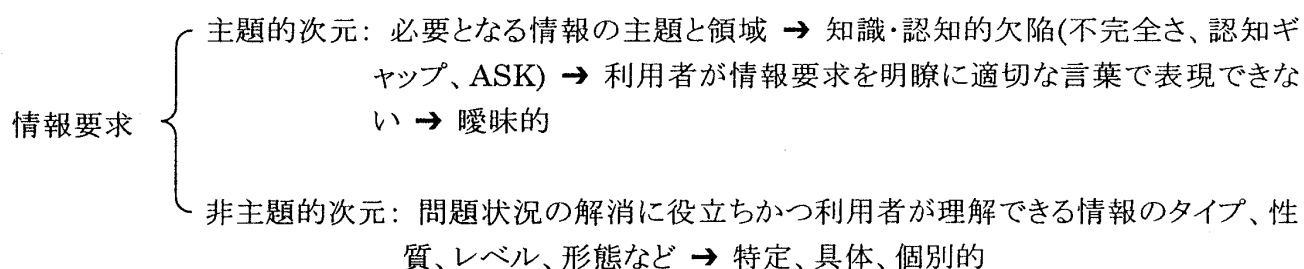 主題的次元: 必要となる情報の主題と領域 → 知識・認知的欠陥(不完全さ、認知ギ
ャップ、ASK) → 利用者が情報要求を明瞭に適切な言葉で表現できな
い → 曖昧的
情報要求
非主題的次元: 問題状況の解消に役立ちかつ利用者が理解できる情報のタイプ、性
質、レベル、形態など → 特定、具体、個別的